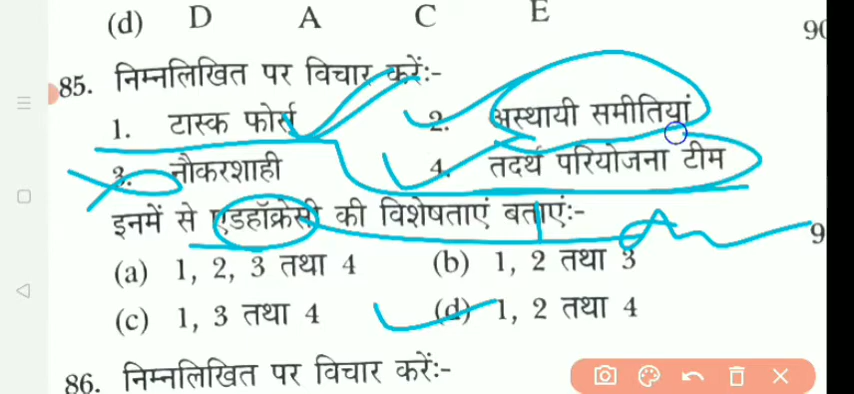 (d) D A C E
90
85. निम्नलिखित पर विचार करें:-
1. टास्क फोर्स 2. अस्थायी समीतियां
3. नौकरशाही 4. तदर्थ परियोजना टीम
इनमें से एडहॉक्रेसी की विशेषताएं बताएं:-
9
(a) 1, 2, 3 तथा 4 (b) 1, 2 तथा 3
(c) 1, 3 तथा 4 (d) 1, 2 तथा 4
86. निम्नलिखित पर विचार करें:-